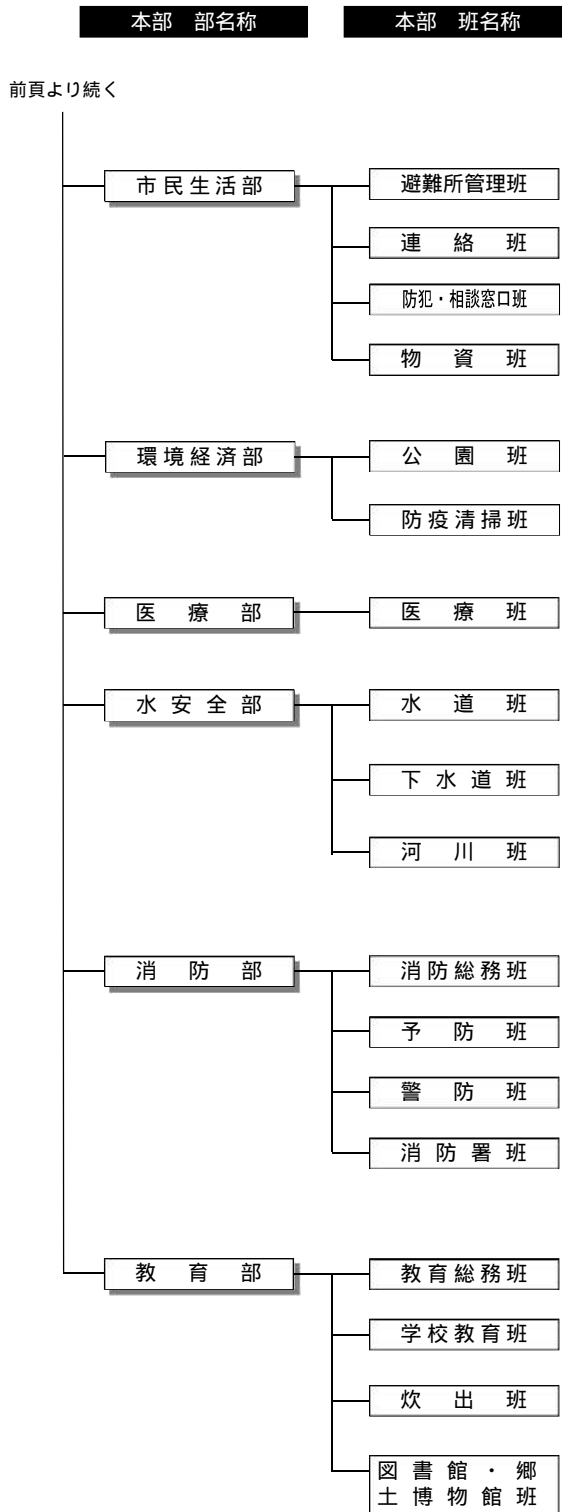 本部　部名称　本部　班名称
前頁より続く
市民生活部　避難所管理班
連絡班
防犯・相談窓口班
物資班
環境経済部　公園班
防疫清掃班
医療部　医療班
水安全部　水道班
下水道班
河川班
消防部　消防総務班
予防班
警防班
消防署班
教育部　教育総務班
学校教育班
炊出班
図書館・郷
土博物館班